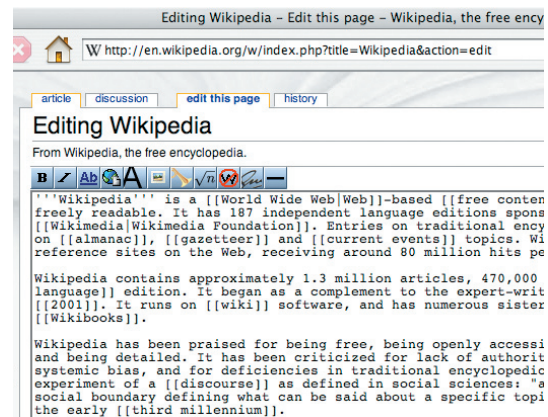 Editing Wikipedia – Edit this page – Wikipedia, the free ency
W http://en.wikipedia.org/w/index.php?title=Wikipedia&action=edit
article discussion edit this page history
Editing Wikipedia
From Wikipedia, the free encyclopedia.
B I Ab A √n W
'''Wikipedia''' is a [[World Wide Web|Web]]-based [[free conten
freely readable. It has 187 independent language editions spons
[[Wikimedia|Wikimedia Foundation]]. Entries on traditional ency
on [[almanac]], [[gazetteer]] and [[current events]] topics. Wi
reference sites on the Web, receiving around 80 million hits pe
Wikipedia contains approximately 1.3 million articles, 470,000
language]] edition. It began as a complement to the expert-writ
[[2001]]. It runs on [[wiki]] software, and has numerous sister
[[Wikibooks]].
Wikipedia has been praised for being free, being openly accessi
and being detailed. It has been criticized for lack of authorit
systemic bias, and for deficiencies in traditional encyclopedic
experiment of a [[discourse]] as defined in social sciences: "a
social boundary defining what can be said about a specific topi
the early [[third millennium]].